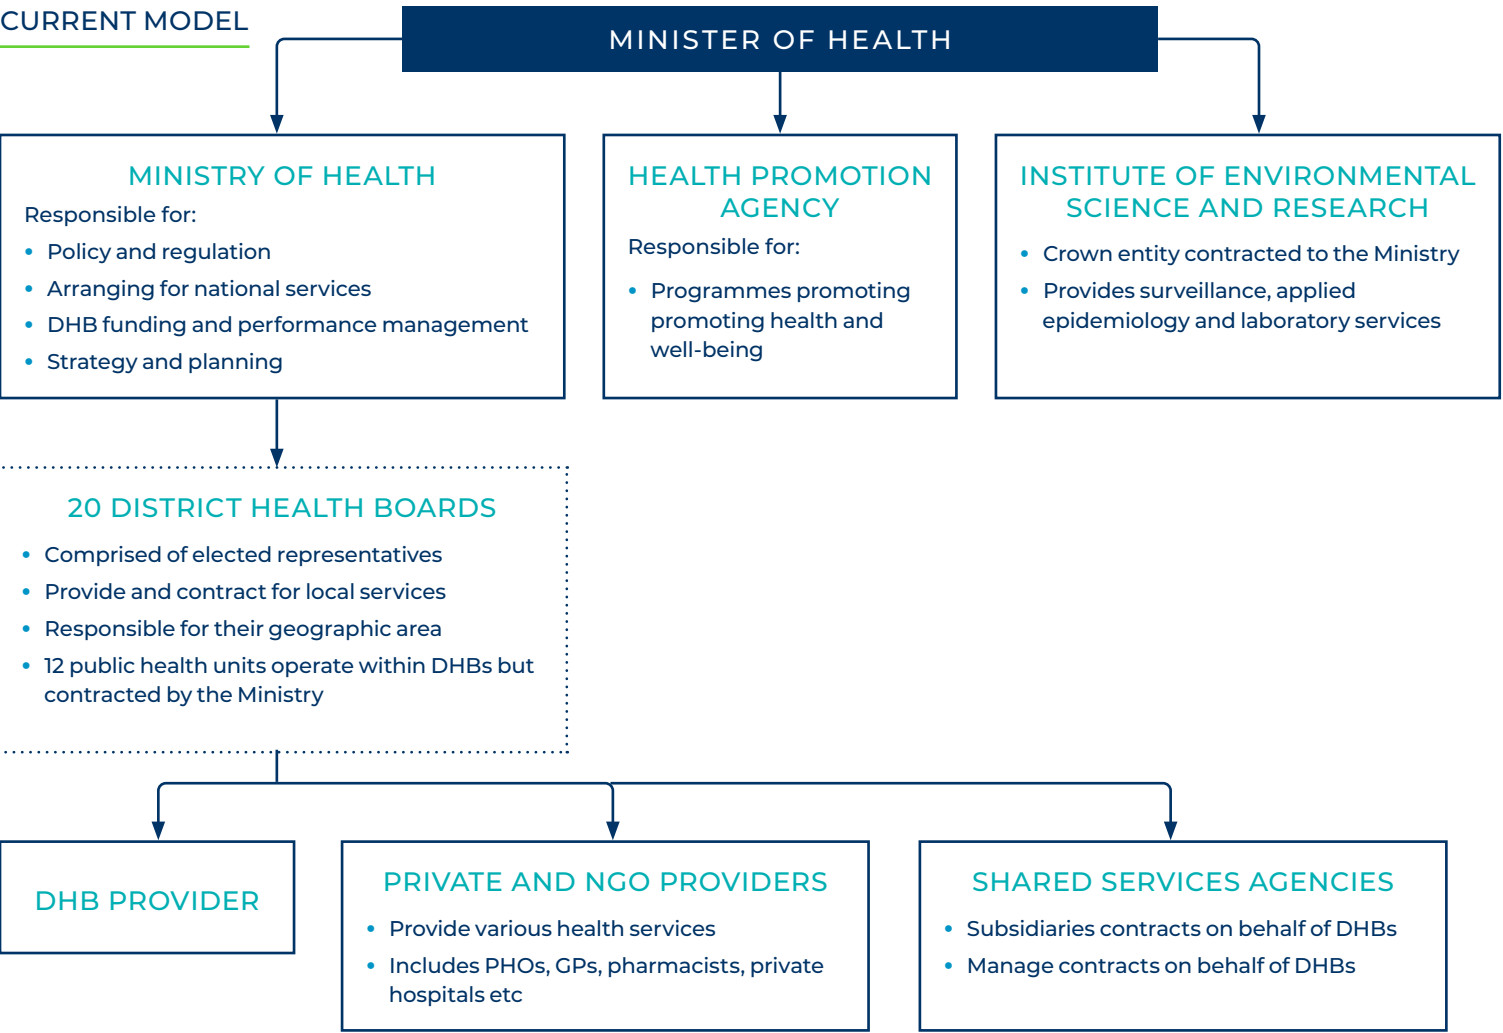 CURRENT MODEL
MINISTER OF HEALTH
MINISTRY OF HEALTH
Responsible for:
• Policy and regulation
• Arranging for national services
• DHB funding and performance management
• Strategy and planning
HEALTH PROMOTION
AGENCY
Responsible for:
• Programmes promoting
promoting health and
well-being
INSTITUTE OF ENVIRONMENTAL
SCIENCE AND RESEARCH
• Crown entity contracted to the Ministry
• Provides surveillance, applied
epidemiology and laboratory services
20 DISTRICT HEALTH BOARDS
• Comprised of elected representatives
• Provide and contract for local services
• Responsible for their geographic area
• 12 public health units operate within DHBs but
contracted by the Ministry
DHB PROVIDER
PRIVATE AND NGO PROVIDERS
• Provide various health services
• Includes PHOs, GPs, pharmacists, private
hospitals etc
SHARED SERVICES AGENCIES
• Subsidiaries contracts on behalf of DHBs
• Manage contracts on behalf of DHBs